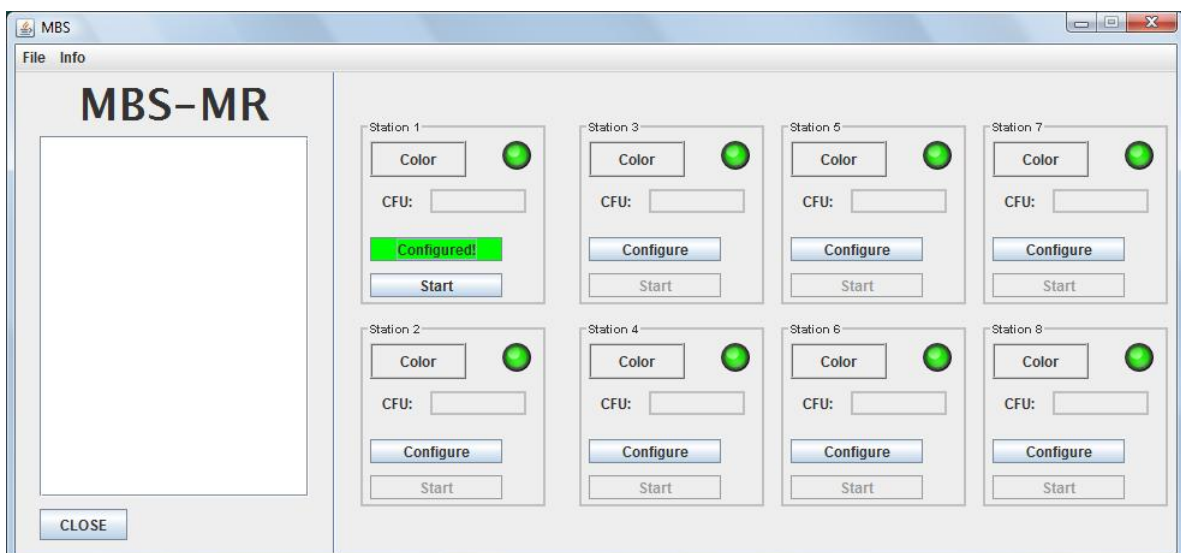 MBS
File Info
MBS-MR
Station 1
Color
CFU:
Configured!
Start
Station 3
Color
CFU:
Configure
Start
Station 5
Color
CFU:
Configure
Start
Station 7
Color
CFU:
Configure
Start
Station 2
Color
CFU:
Configure
Start
Station 4
Color
CFU:
Configure
Start
Station 6
Color
CFU:
Configure
Start
Station 8
Color
CFU:
Configure
Start
CLOSE